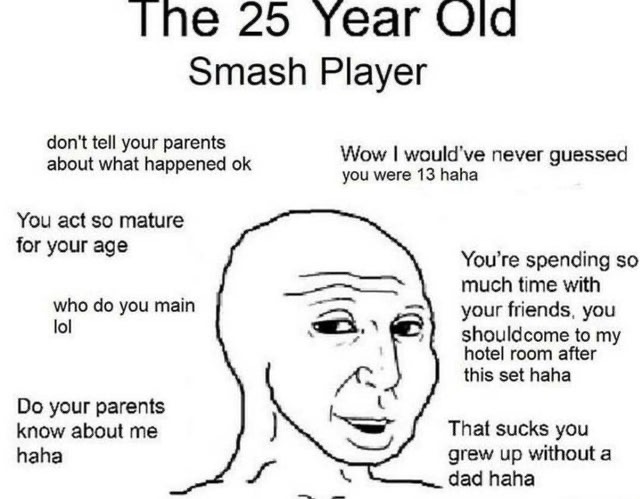 The 25 Year Old
Smash Player
don't tell your parents
about what happened ok
Wow I would've never guessed
you were 13 haha
You act so mature
for your age
You're spending so
much time with
your friends, you
shouldcome to my
hotel room after
this set haha
who do you main
lol
Do your parents
know about me
haha
That sucks you
grew up without a
dad haha